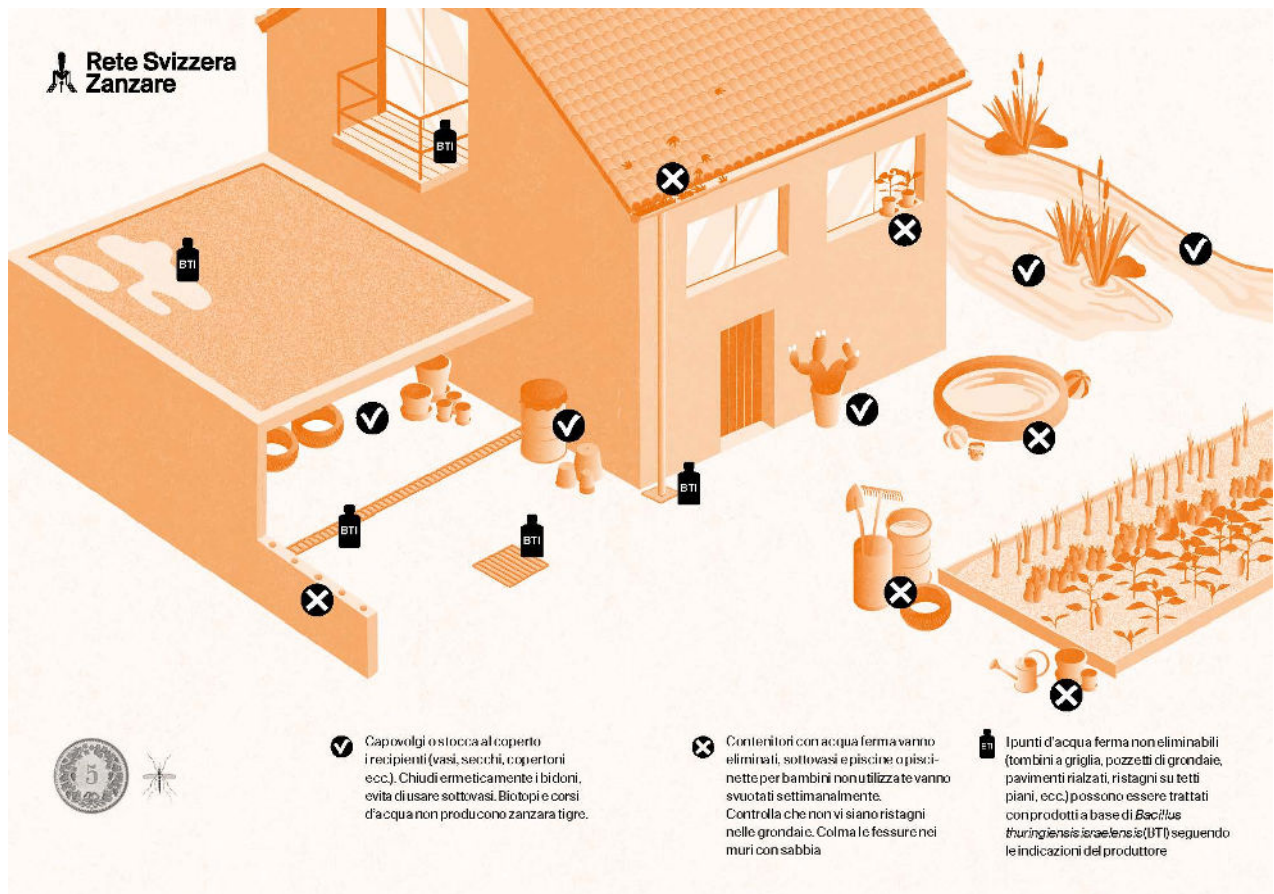 Rete Svizzera
Zanzare
BTI
BTI
BTI
BTI
BTI
5
Capovolgi o stocca al coperto
i recipienti (vasi, secchi, copertoni
ecc.). Chiudi ermeticamente i bidoni,
evita di usare sottovasi. Biotopi e corsi
d'acqua non producono zanzara tigre.
Contenitori con acqua ferma vanno
eliminati, sottovasi e piscine o pisci-
nette per bambini non utilizzate vanno
svuotati settimanalmente.
Controlla che non vi siano ristagni
nelle grondaie. Colma le fessure nei
muri con sabbia
BTI
I punti d'acqua ferma non eliminabili
(tombini a griglia, pozzetti di grondaie,
pavimenti rialzati, ristagni su tetti
piani, ecc.) possono essere trattati
con prodotti a base di Bacillus
thuringiensis israelensis (BTI) seguendo
le indicazioni del produttore